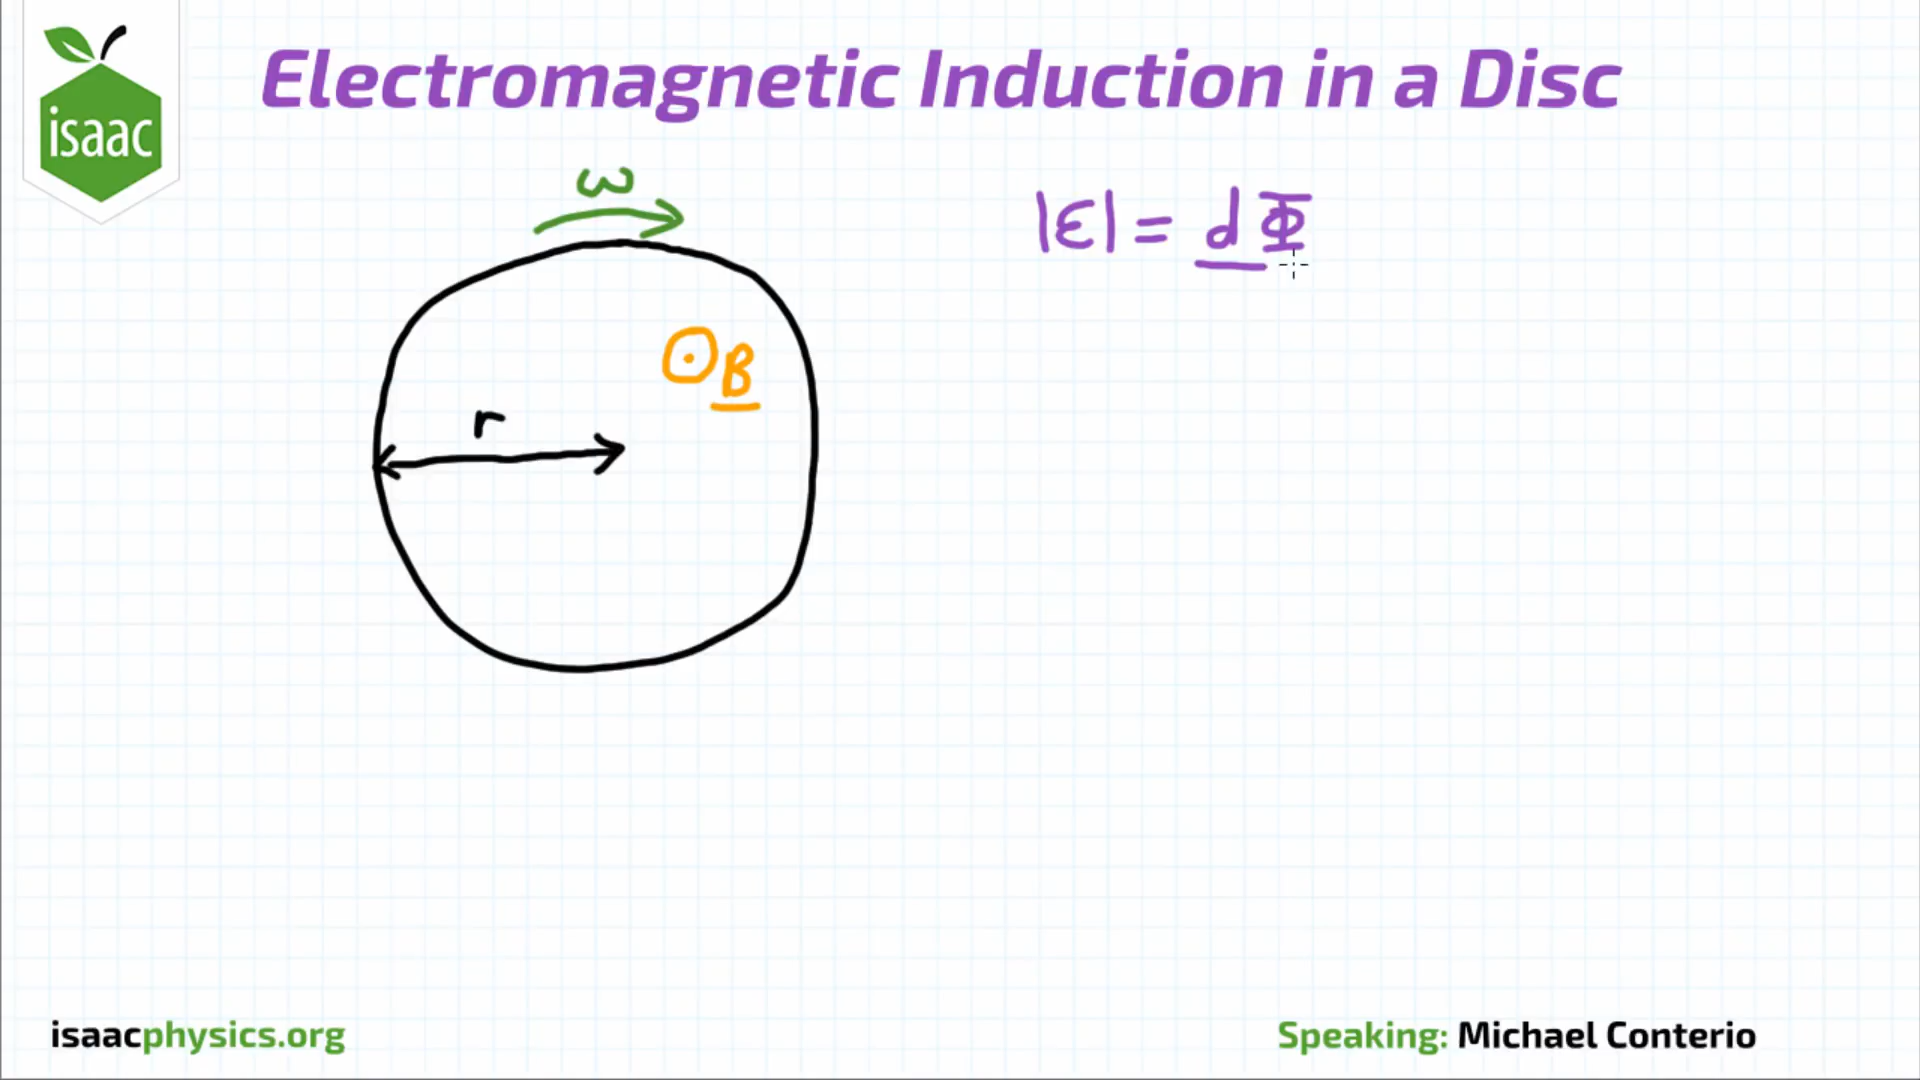 isaac
Electromagnetic Induction in a Disc
ω
|ε| = dΦ
B
r
isaacphysics.org
Speaking: Michael Conterio